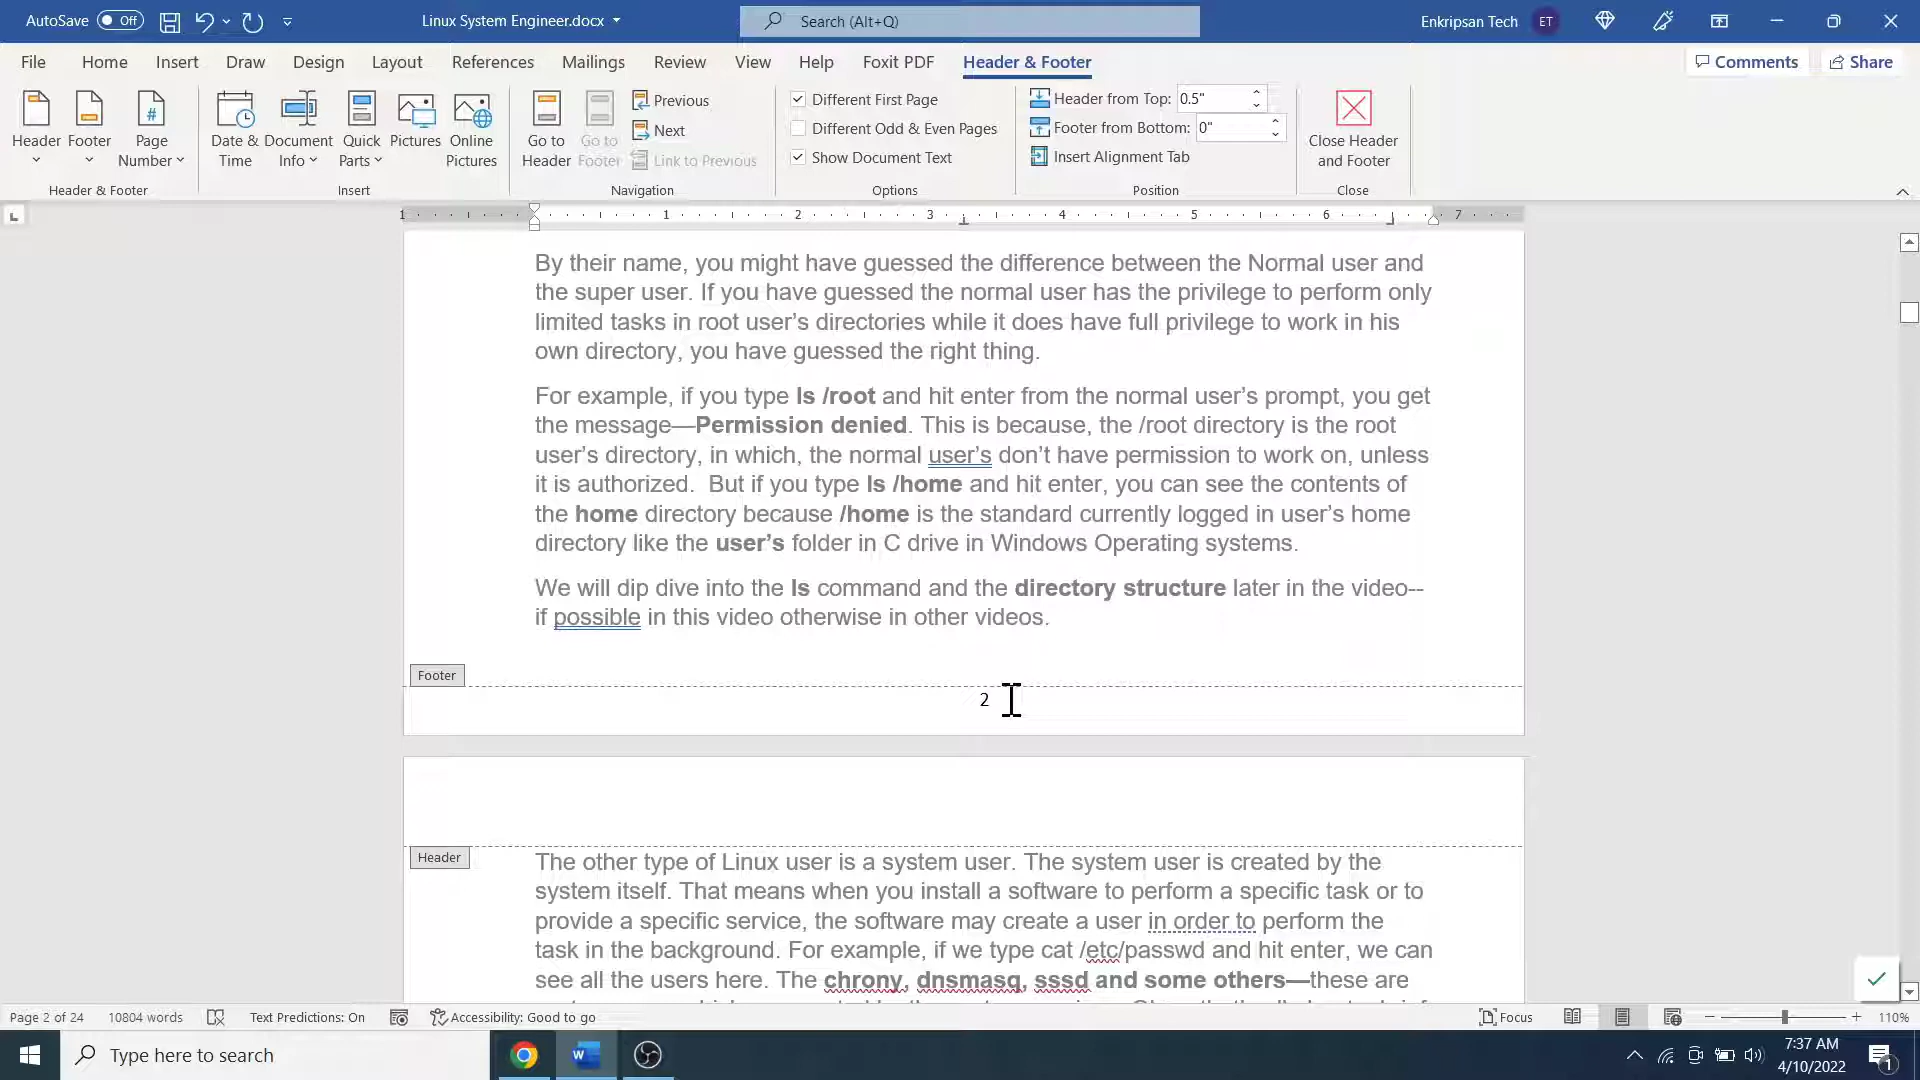 AutoSave Off Linux System Engineer.docx Search (Alt+Q) Enkripsan Tech ET
File Home Insert Draw Design Layout References Mailings Review View Help Foxit PDF Header & Footer Comments Share
Header Footer Page Number Date & Time Document Info Quick Parts Pictures Online Pictures Go to Header Go to Footer Previous Next Link to Previous
Different First Page
Different Odd & Even Pages
Show Document Text
Header from Top: 0.5"
Footer from Bottom: 0"
Insert Alignment Tab
Close Header and Footer
Header & Footer Insert Navigation Options Position Close
1 1 2 3 4 5 6 7
By their name, you might have guessed the difference between the Normal user and
the super user. If you have guessed the normal user has the privilege to perform only
limited tasks in root user’s directories while it does have full privilege to work in his
own directory, you have guessed the right thing.
For example, if you type ls /root and hit enter from the normal user’s prompt, you get
the message—Permission denied. This is because, the /root directory is the root
user’s directory, in which, the normal user’s don’t have permission to work on, unless
it is authorized.  But if you type ls /home and hit enter, you can see the contents of
the home directory because /home is the standard currently logged in user’s home
directory like the user’s folder in C drive in Windows Operating systems.
We will dip dive into the ls command and the directory structure later in the video--
if possible in this video otherwise in other videos.
Footer
2
Header
The other type of Linux user is a system user. The system user is created by the
system itself. That means when you install a software to perform a specific task or to
provide a specific service, the software may create a user in order to perform the
task in the background. For example, if we type cat /etc/passwd and hit enter, we can
see all the users here. The chrony, dnsmasq, sssd and some others—these are
Page 2 of 24 10804 words Text Predictions: On Accessibility: Good to go Focus 110%
Type here to search 7:37 AM
4/10/2022 1